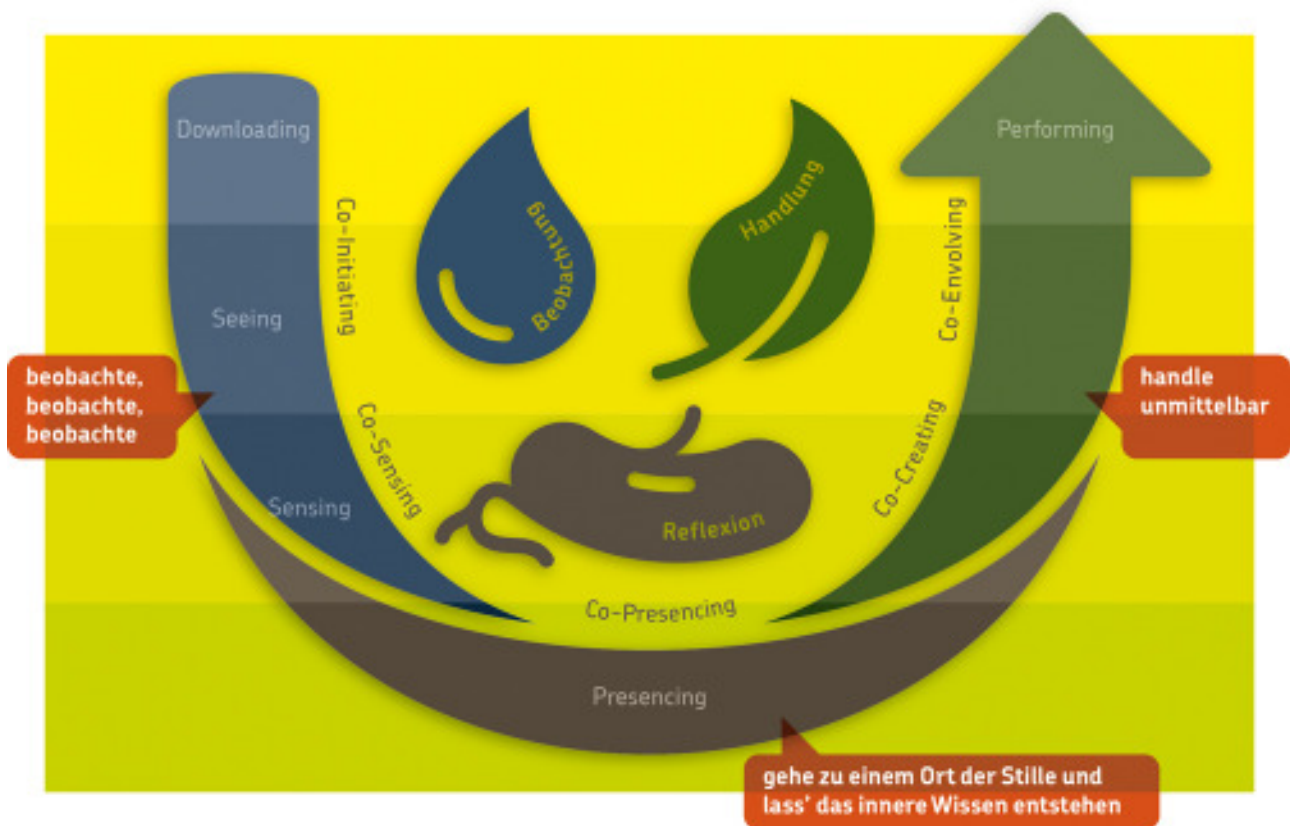 Downloading
Performing
Co-Initiating
Beobachtung
Handlung
Co-Envolving
Seeing
beobachte,
beobachte,
beobachte
handle
unmittelbar
Co-Sensing
Co-Creating
Sensing
Reflexion
Co-Presencing
Presencing
gehe zu einem Ort der Stille und
lass' das innere Wissen entstehen